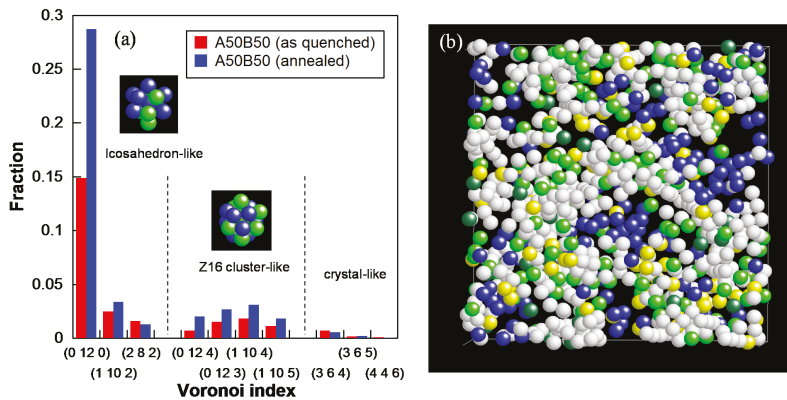 (a)
(b)
A50B50 (as quenched)
A50B50 (annealed)
0.3
0.25
0.2
0.15
0.1
0.05
0
Fraction
Icosahedron-like
Z16 cluster-like
crystal-like
(0 12 0) (2 8 2) (0 12 4) (1 10 4) (3 6 5)
(1 10 2) (0 12 3) (1 10 5) (3 6 4) (4 4 6)
Voronoi index